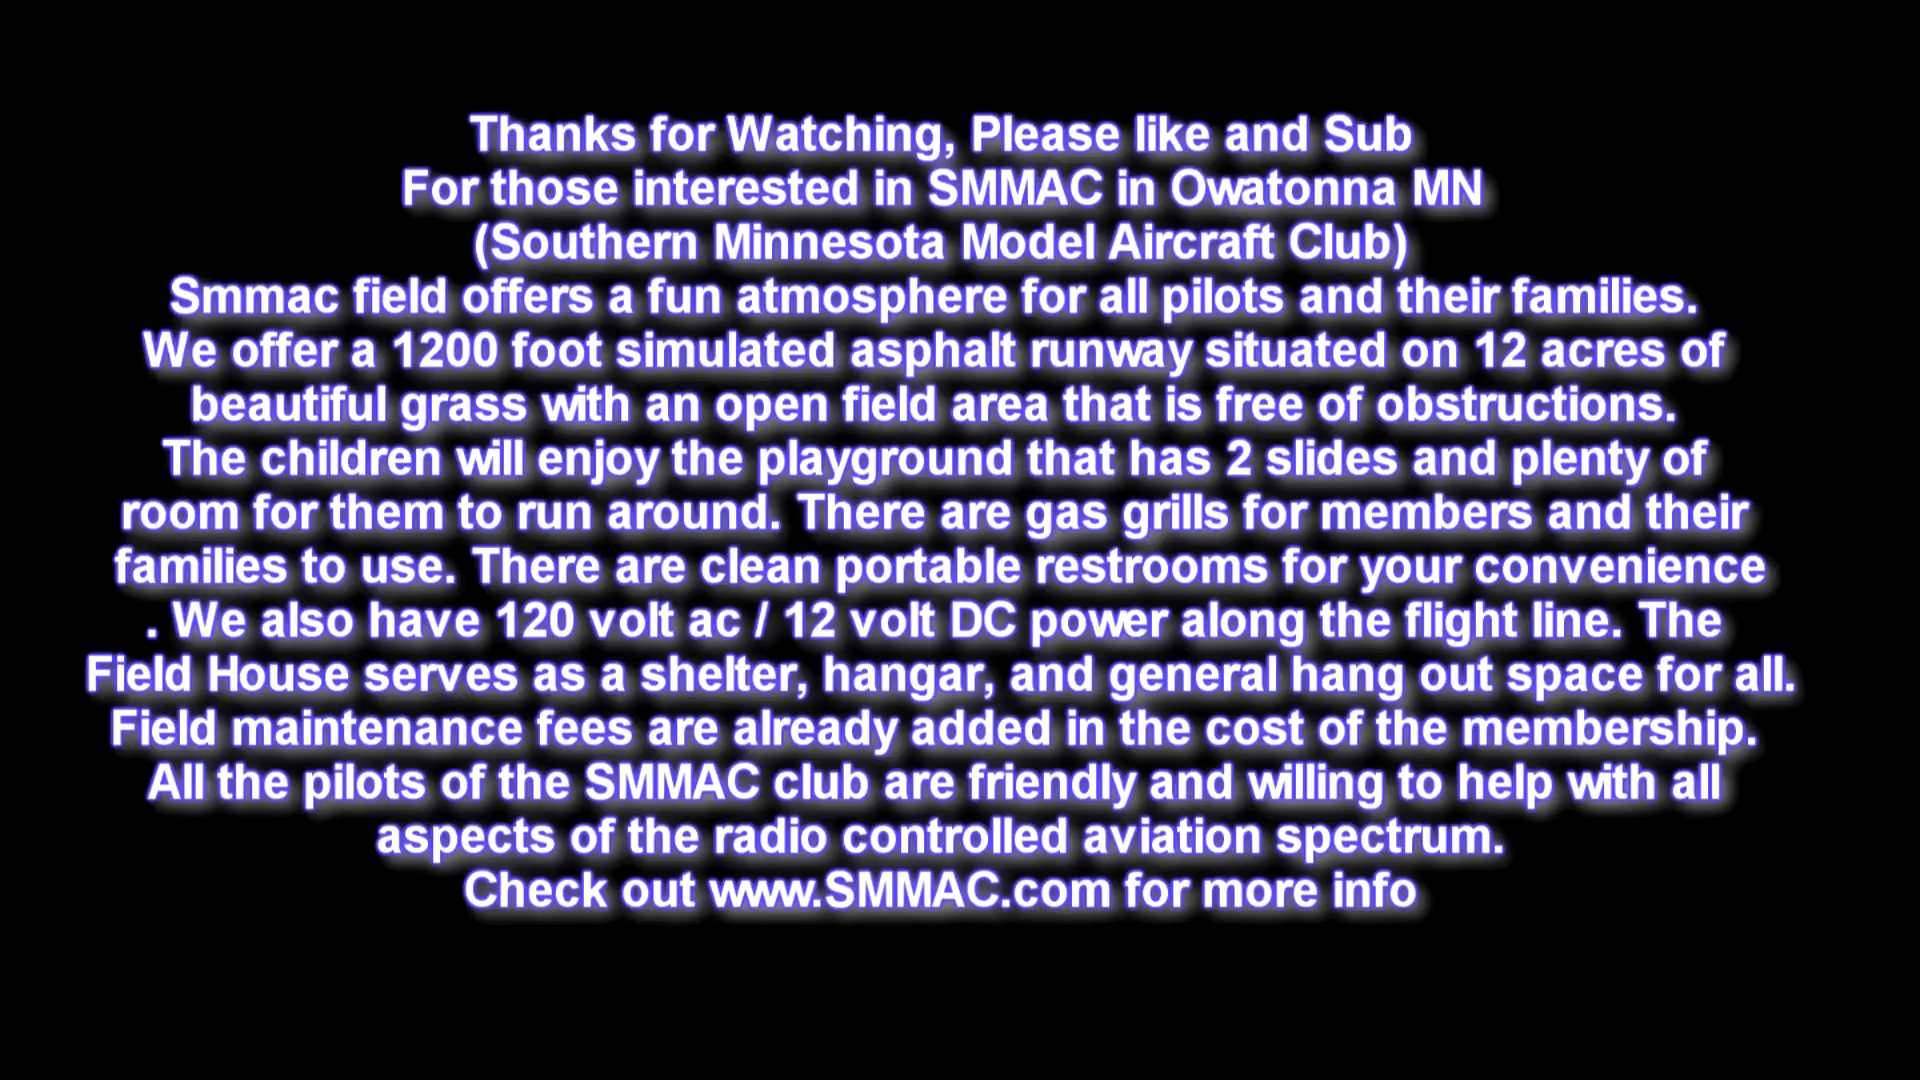 Thanks for Watching, Please like and Sub
For those interested in SMMAC in Owatonna MN
(Southern Minnesota Model Aircraft Club)
Smmac field offers a fun atmosphere for all pilots and their families.
We offer a 1200 foot simulated asphalt runway situated on 12 acres of
beautiful grass with an open field area that is free of obstructions.
The children will enjoy the playground that has 2 slides and plenty of
room for them to run around. There are gas grills for members and their
families to use. There are clean portable restrooms for your convenience
. We also have 120 volt ac / 12 volt DC power along the flight line. The
Field House serves as a shelter, hangar, and general hang out space for all.
Field maintenance fees are already added in the cost of the membership.
All the pilots of the SMMAC club are friendly and willing to help with all
aspects of the radio controlled aviation spectrum.
Check out www.SMMAC.com for more info